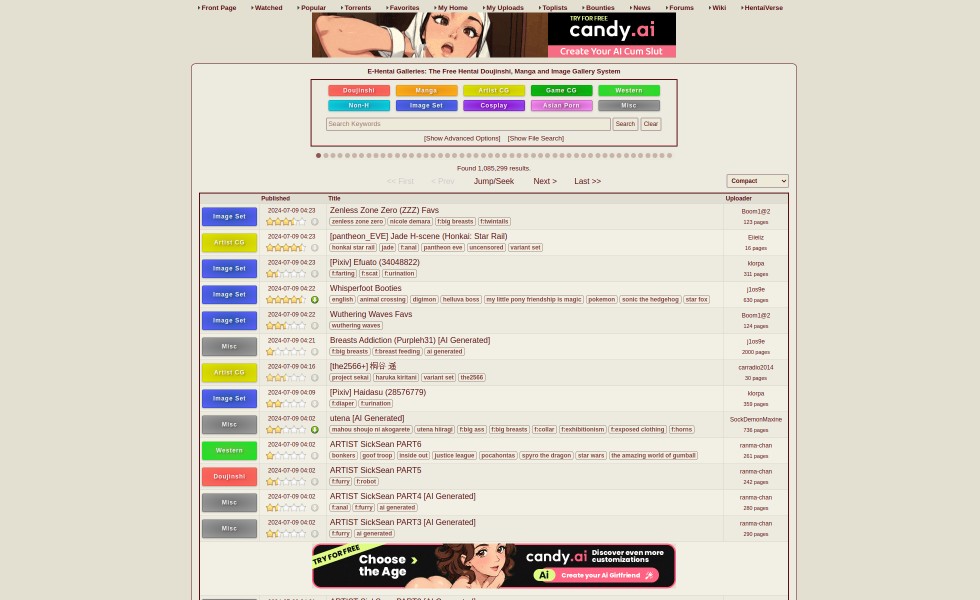 Front Page Watched Popular Torrents Favorites My Home My Uploads Toplists Bounties News Forums Wiki HentaiVerse
TRY FOR FREE
candy.ai
Create Your AI Cum Slut
E-Hentai Galleries: The Free Hentai Doujinshi, Manga and Image Gallery System
Doujinshi Manga Artist CG Game CG Western
Non-H Image Set Cosplay Asian Porn Misc
Search Keywords Search Clear
[Show Advanced Options] [Show File Search]
Found 1,085,299 results.
<< First < Prev Jump/Seek Next > Last >> Compact
Published Title Uploader
Image Set 2024-07-09 04:23 Zenless Zone Zero (ZZZ) Favs Boom1@2
zenless zone zero nicole demara f:big breasts f:twintails 123 pages
Artist CG 2024-07-09 04:23 [pantheon_EVE] Jade H-scene (Honkai: Star Rail)
honkai star rail jade f:anal pantheon eve uncensored variant set 16 pages
Image Set 2024-07-09 04:23 [Pixiv] Efuato (34048822) klorpa
f:farting f:scat f:urination 311 pages
Image Set 2024-07-09 04:22 Whisperfoot Booties j1os9e
english animal crossing digimon helluva boss my little pony friendship is magic pokemon sonic the hedgehog star fox 630 pages
Image Set 2024-07-09 04:22 Wuthering Waves Favs Boom1@2
wuthering waves 124 pages
Misc 2024-07-09 04:21 Breasts Addiction (Purpleh31) [AI Generated] j1os9e
f:big breasts f:breast feeding ai generated 2000 pages
Artist CG 2024-07-09 04:16 [the2566+] 桐谷 遥 carradio2014
project sekai haruka kiritani variant set the2566 30 pages
Image Set 2024-07-09 04:09 [Pixiv] Haidasu (28576779) klorpa
f:diaper f:urination 359 pages
Misc 2024-07-09 04:02 utena [AI Generated] SockDemonMaxine
mahou shoujo ni akogarete utena hiiragi f:big ass f:big breasts f:collar f:exhibitionism f:exposed clothing f:horns 736 pages
Western 2024-07-09 04:02 ARTIST SickSean PART6 ranma-chan
bonkers goof troop inside out justice league pocahontas spyro the dragon star wars the amazing world of gumball 261 pages
Doujinshi 2024-07-09 04:02 ARTIST SickSean PART5 ranma-chan
f:furry f:robot 242 pages
Misc 2024-07-09 04:02 ARTIST SickSean PART4 [AI Generated] ranma-chan
f:anal f:furry ai generated 280 pages
Misc 2024-07-09 04:02 ARTIST SickSean PART3 [AI Generated] ranma-chan
f:furry ai generated 290 pages
TRY FOR FREE
Choose the Age
candy.ai Discover even more customizations
Ai Create your AI Girlfriend